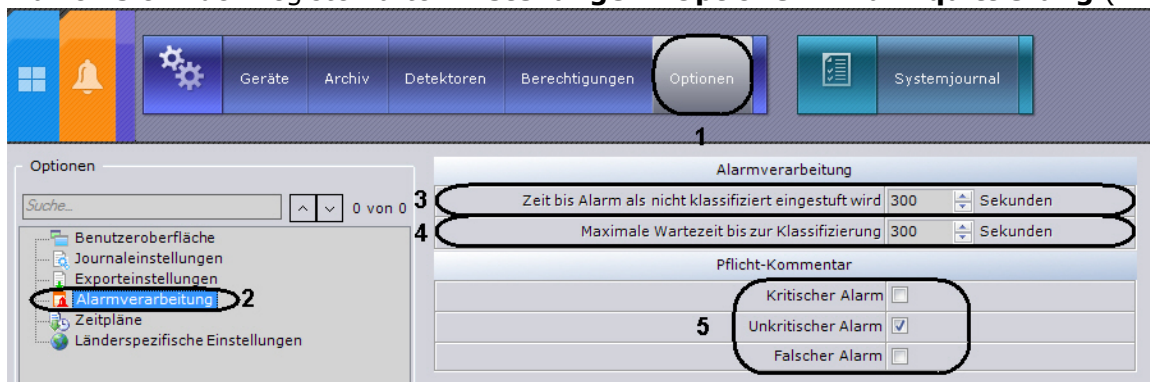 Geräte Archiv Detektoren Berechtigungen Optionen Systemjournal
1
Optionen
Suche...
0 von 0
Benutzeroberfläche
Journaleinstellungen
Exporteinstellungen
Alarmverarbeitung 2
Zeitpläne
Länderspezifische Einstellungen
Alarmverarbeitung
3 Zeit bis Alarm als nicht klassifiziert eingestuft wird 300 Sekunden
4 Maximale Wartezeit bis zur Klassifizierung 300 Sekunden
Pflicht-Kommentar
Kritischer Alarm
5 Unkritischer Alarm
Falscher Alarm